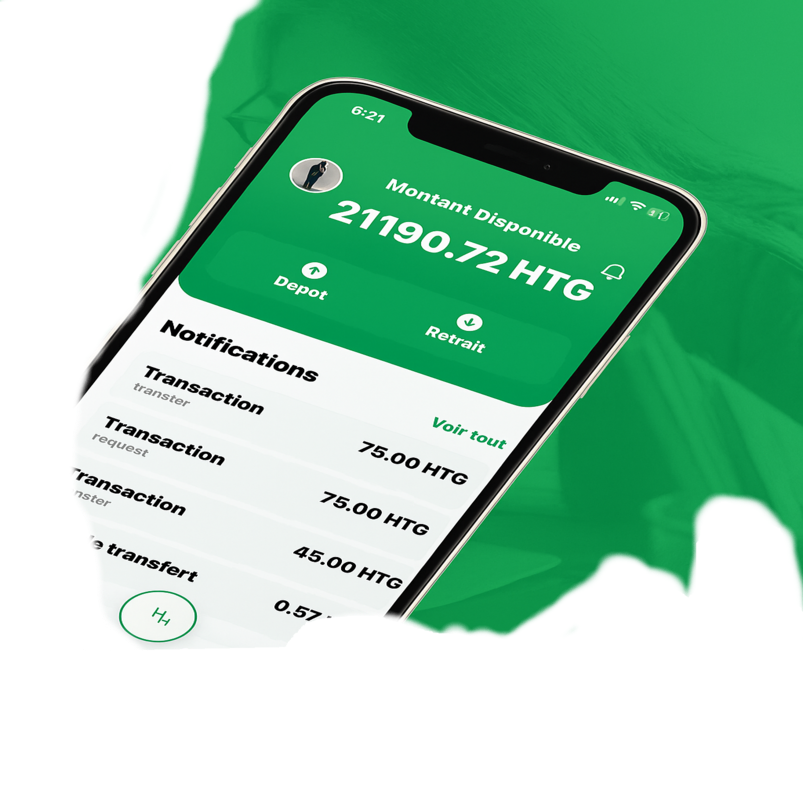 6:21
Montant Disponible
21190.72 HTG
Depot
Retrait
Notifications
Voir tout
Transaction
transter
75.00 HTG
Transaction
request
75.00 HTG
Transaction
nster
45.00 HTG
e transfert
0.57
HH